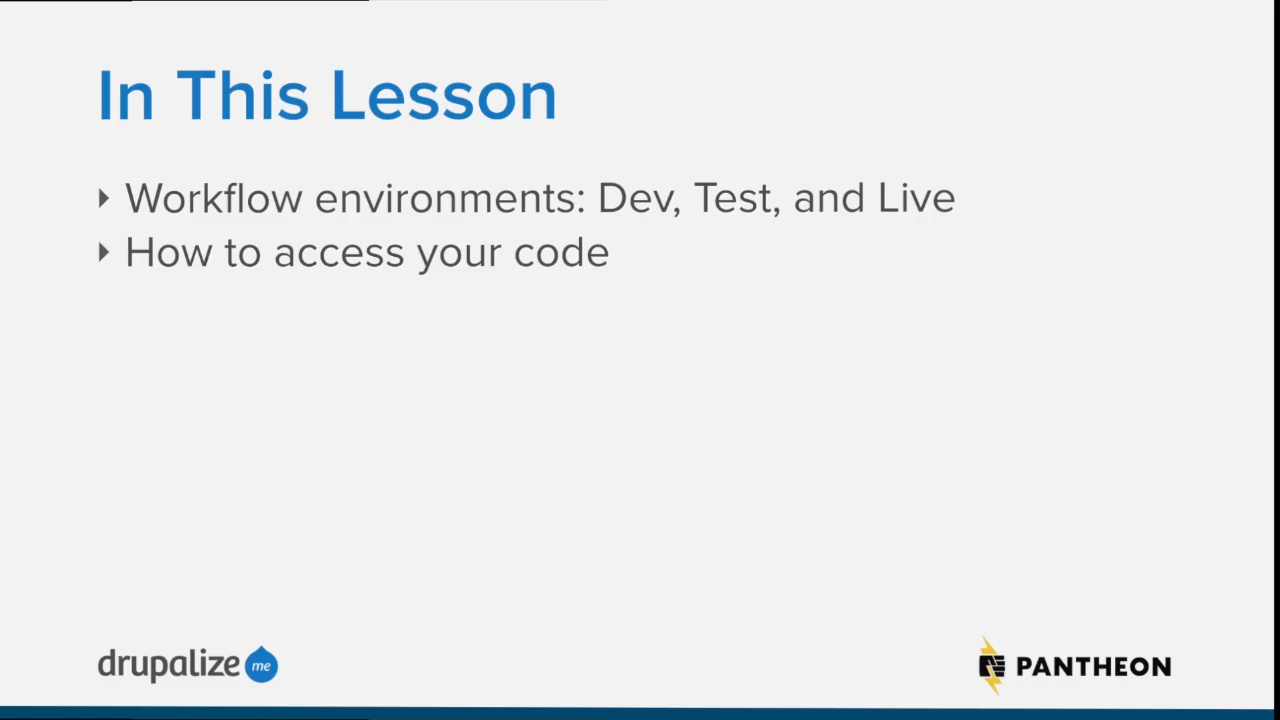 In This Lesson
Workflow environments: Dev, Test, and Live
How to access your code
drupalize me
PANTHEON